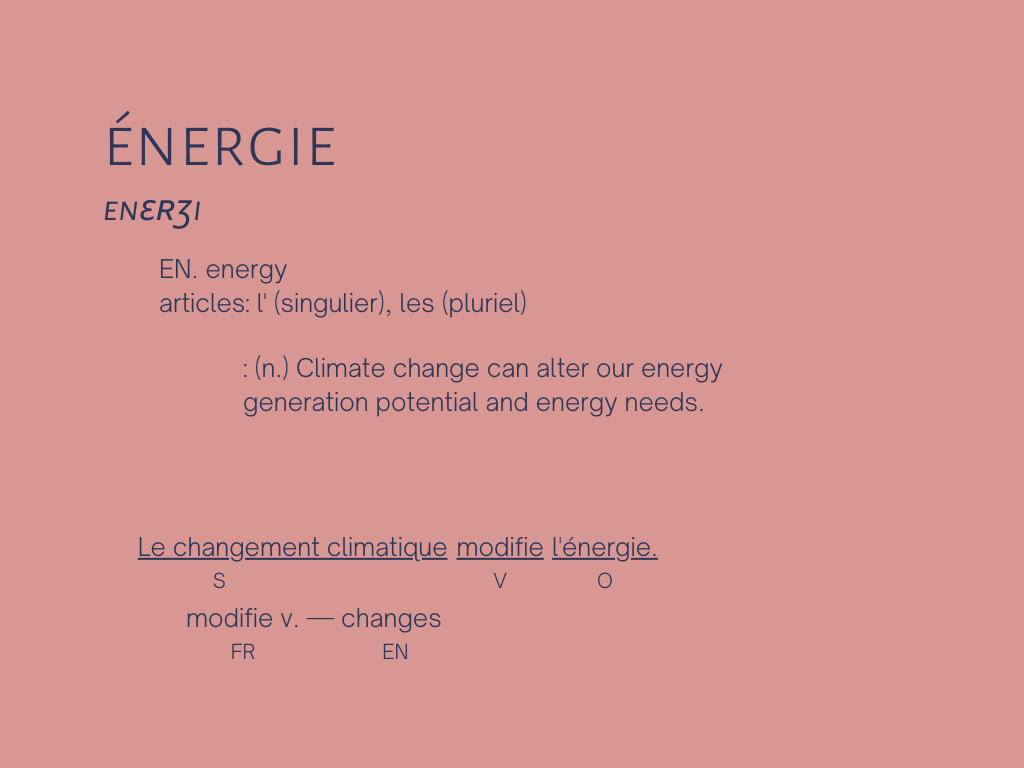 ÉNERGIE
ENƐRƷI
EN. energy
articles: l' (singulier), les (pluriel)
: (n.) Climate change can alter our energy
generation potential and energy needs.
Le changement climatique modifie l'énergie.
S V O
modifie v. — changes
FR EN